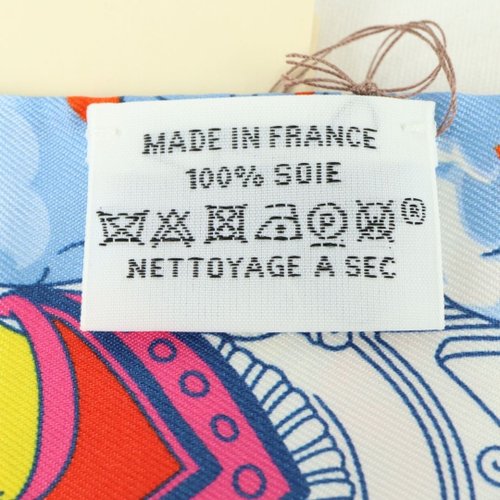 MADE IN FRANCE
100% SOIE
P ®
NETTOYAGE A SEC